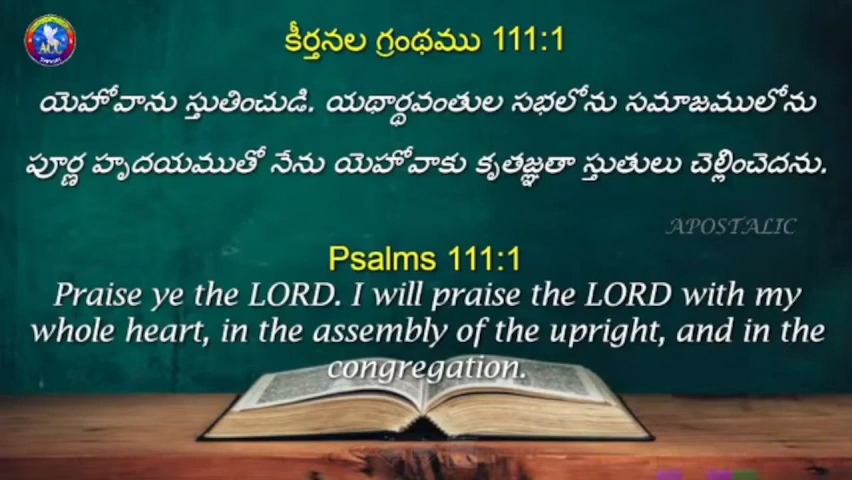 ACC
కీర్తనల గ్రంథము 111:1
యెహోవాను స్తుతించుడి. యథార్థవంతుల సభలోను సమాజములోను
పూర్ణ హృదయముతో నేను యెహోవాకు కృతజ్ఞతా స్తుతులు చెల్లించెదను.
APOSTALIC
Psalms 111:1
Praise ye the LORD. I will praise the LORD with my
whole heart, in the assembly of the upright, and in the
congregation.